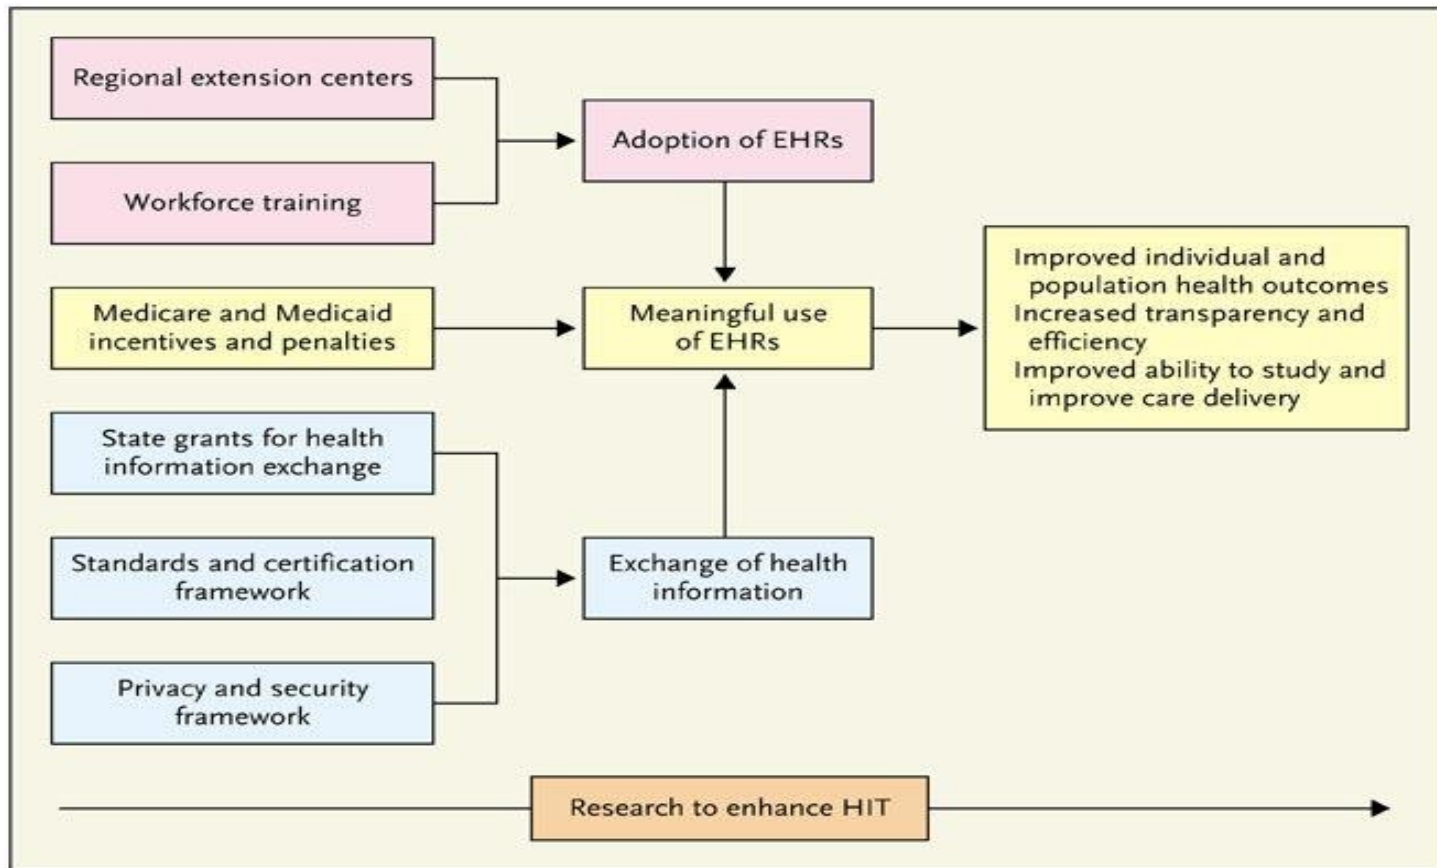 Regional extension centers
Workforce training
Adoption of EHRs
Medicare and Medicaid
incentives and penalties
Meaningful use
of EHRs
Improved individual and
population health outcomes
Increased transparency and
efficiency
Improved ability to study and
improve care delivery
State grants for health
information exchange
Standards and certification
framework
Exchange of health
information
Privacy and security
framework
Research to enhance HIT